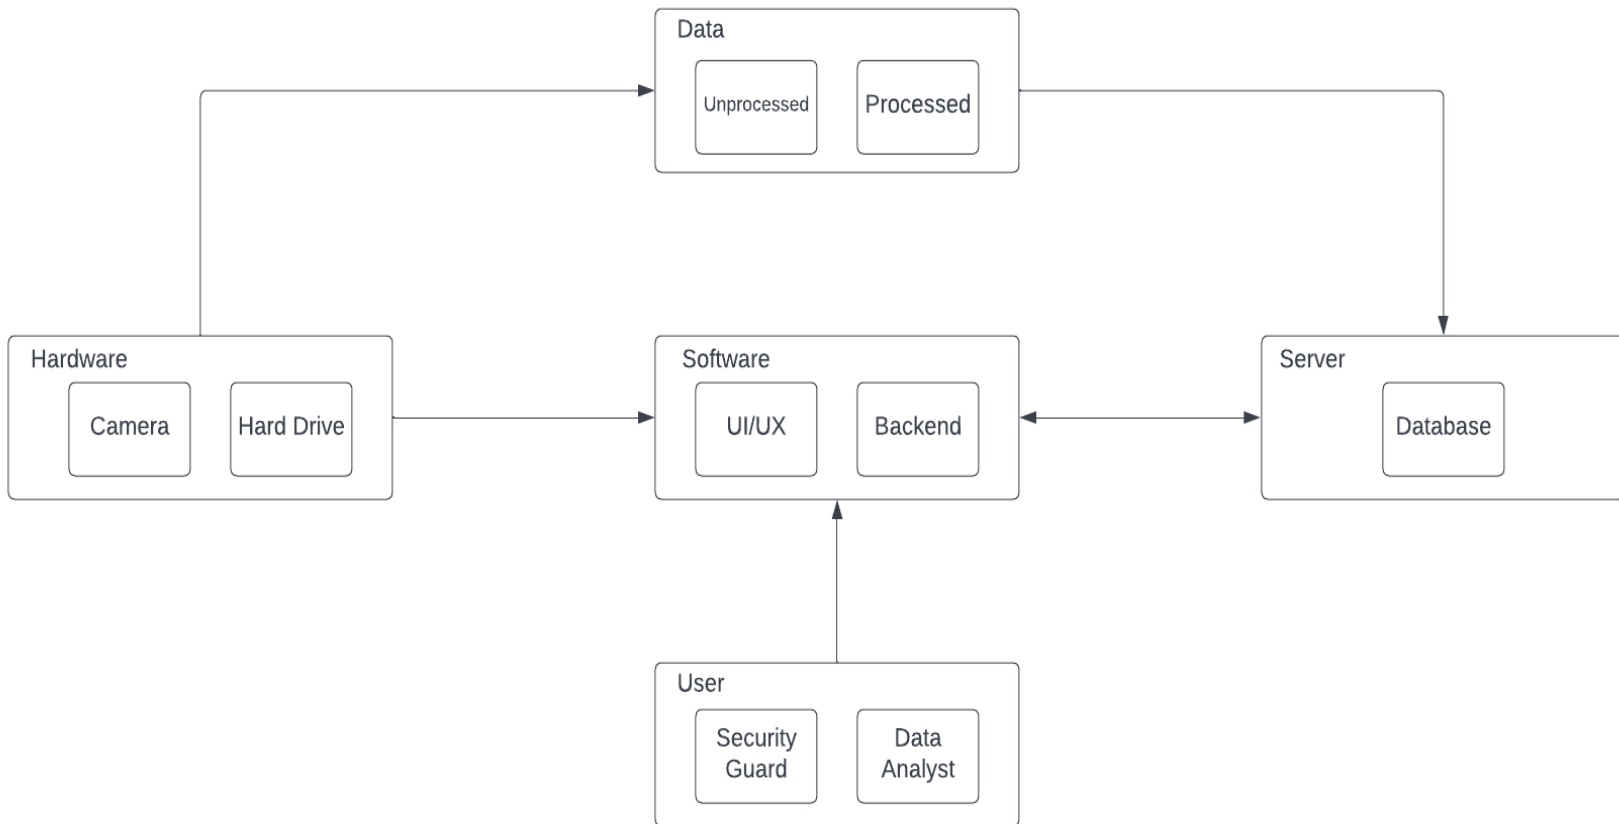 Data
Unprocessed
Processed
Hardware
Camera
Hard Drive
Software
UI/UX
Backend
Server
Database
User
Security
Guard
Data
Analyst